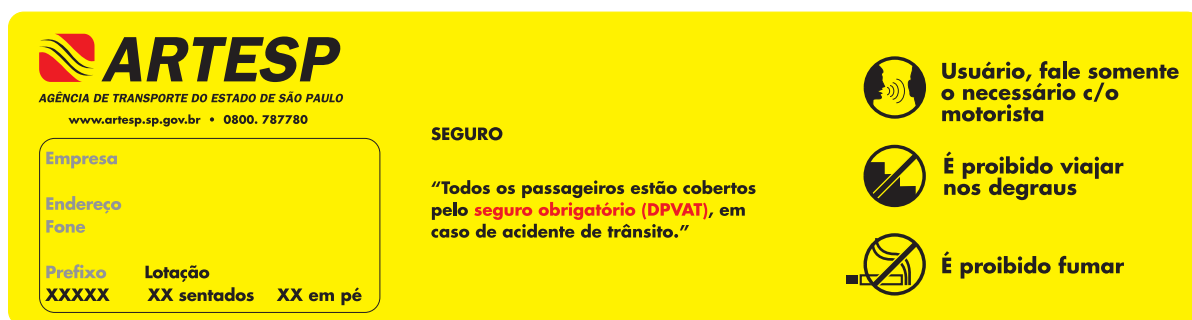 ARTESP
AGÊNCIA DE TRANSPORTE DO ESTADO DE SÃO PAULO
www.artesp.sp.gov.br • 0800. 787780
Empresa
Endereço
Fone
Prefixo Lotação
XXXXX XX sentados XX em pé
SEGURO
“Todos os passageiros estão cobertos
pelo seguro obrigatório (DPVAT), em
caso de acidente de trânsito.”
Usuário, fale somente
o necessário c/o
motorista
É proibido viajar
nos degraus
É proibido fumar